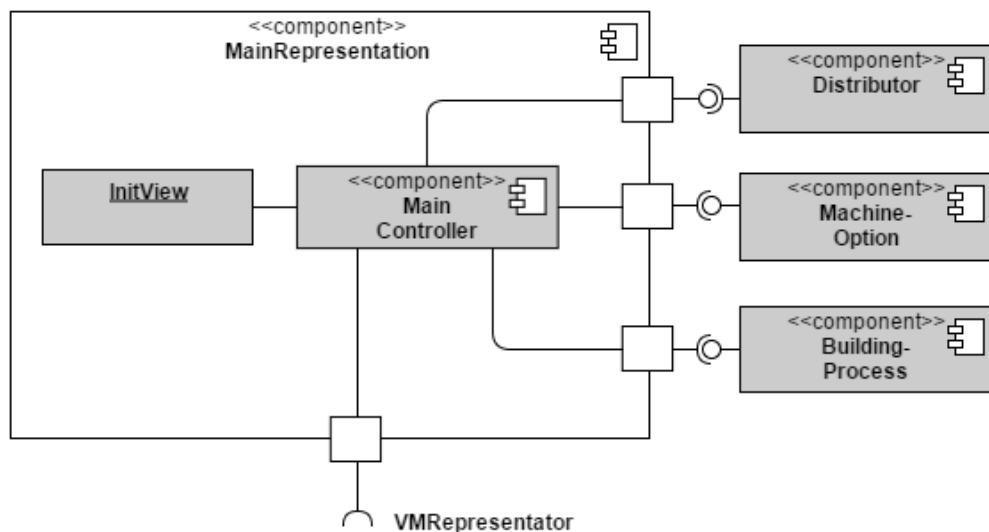 <<component>>
MainRepresentation
<<component>>
Distributor
InitView
<<component>>
Main
Controller
<<component>>
Machine-
Option
<<component>>
Building-
Process
VMRepresentator